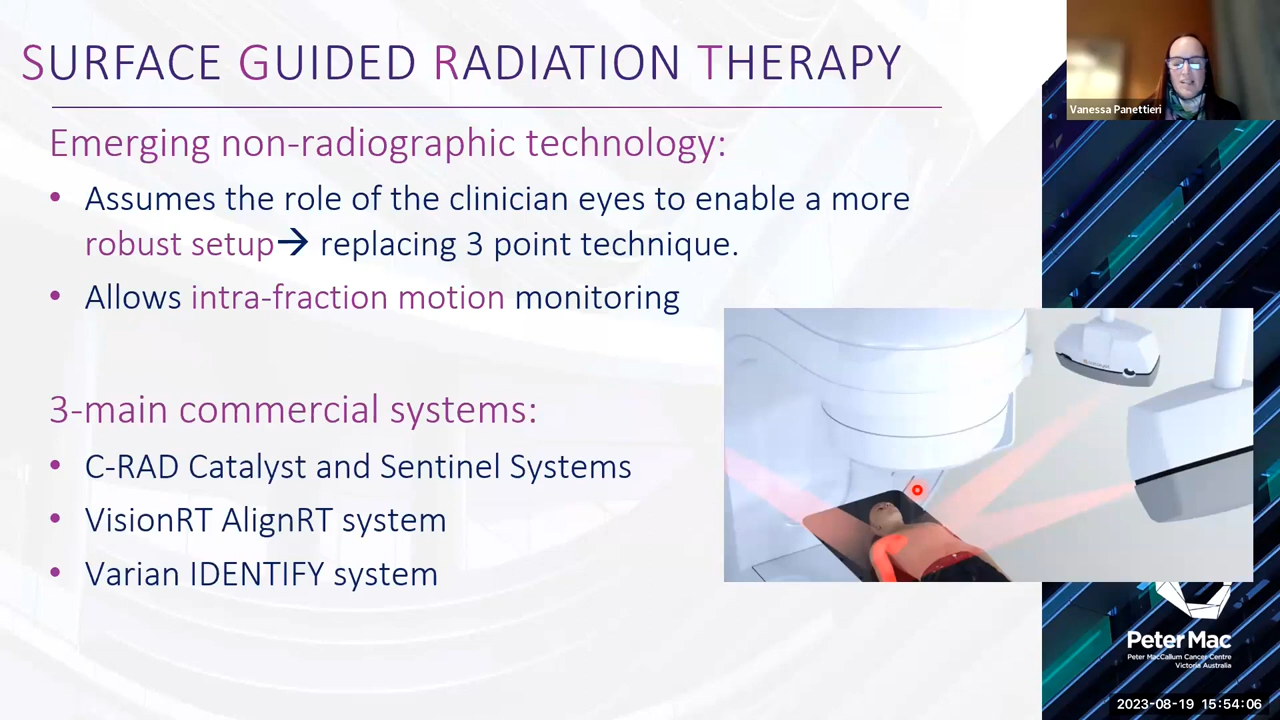 SURFACE GUIDED RADIATION THERAPY
Emerging non-radiographic technology:
• Assumes the role of the clinician eyes to enable a more
robust setup→ replacing 3 point technique.
• Allows intra-fraction motion monitoring
3-main commercial systems:
• C-RAD Catalyst and Sentinel Systems
• VisionRT AlignRT system
• Varian IDENTIFY system
Vanessa Panettieri
Peter Mac
Peter MacCallum Cancer Centre
Victoria Australia
2023-08-19 15:54:06